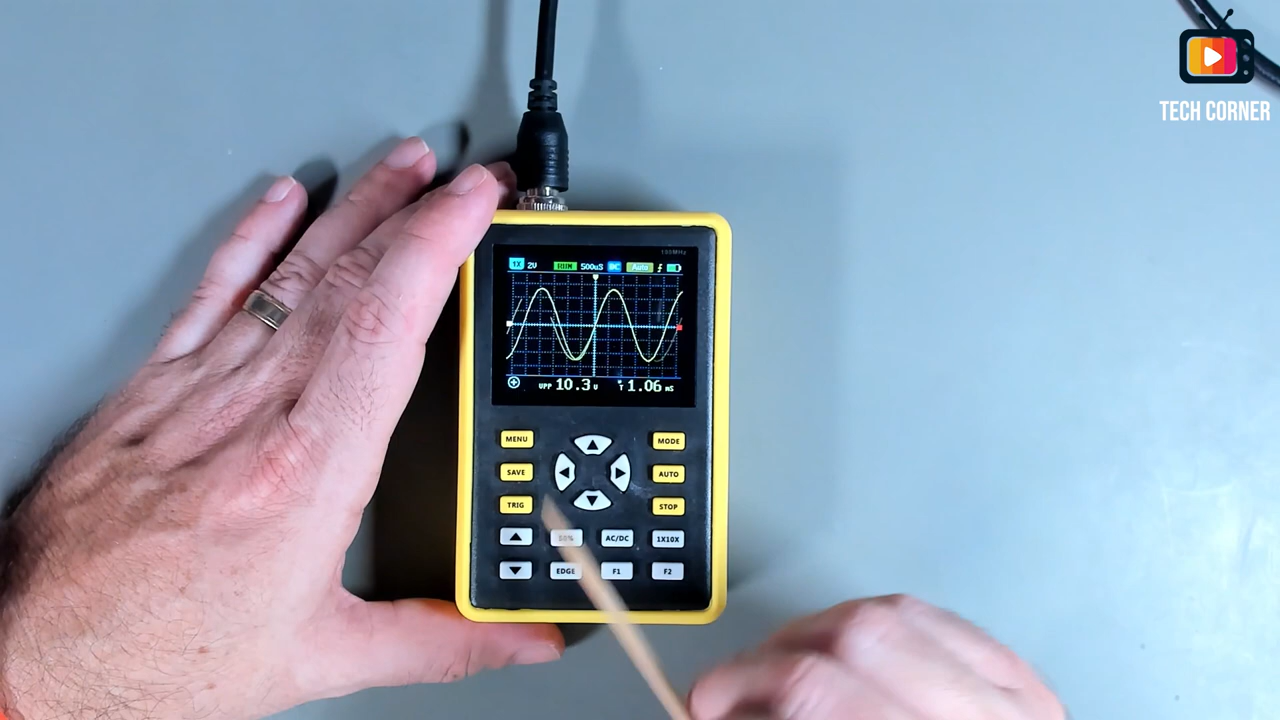 TECH CORNER
100MHz
1X 2V RUN 500uS DC Auto
VPP 10.3 V T 1.06 mS
MENU MODE
SAVE AUTO
TRIG STOP
50% AC/DC 1X10X
EDGE F1 F2